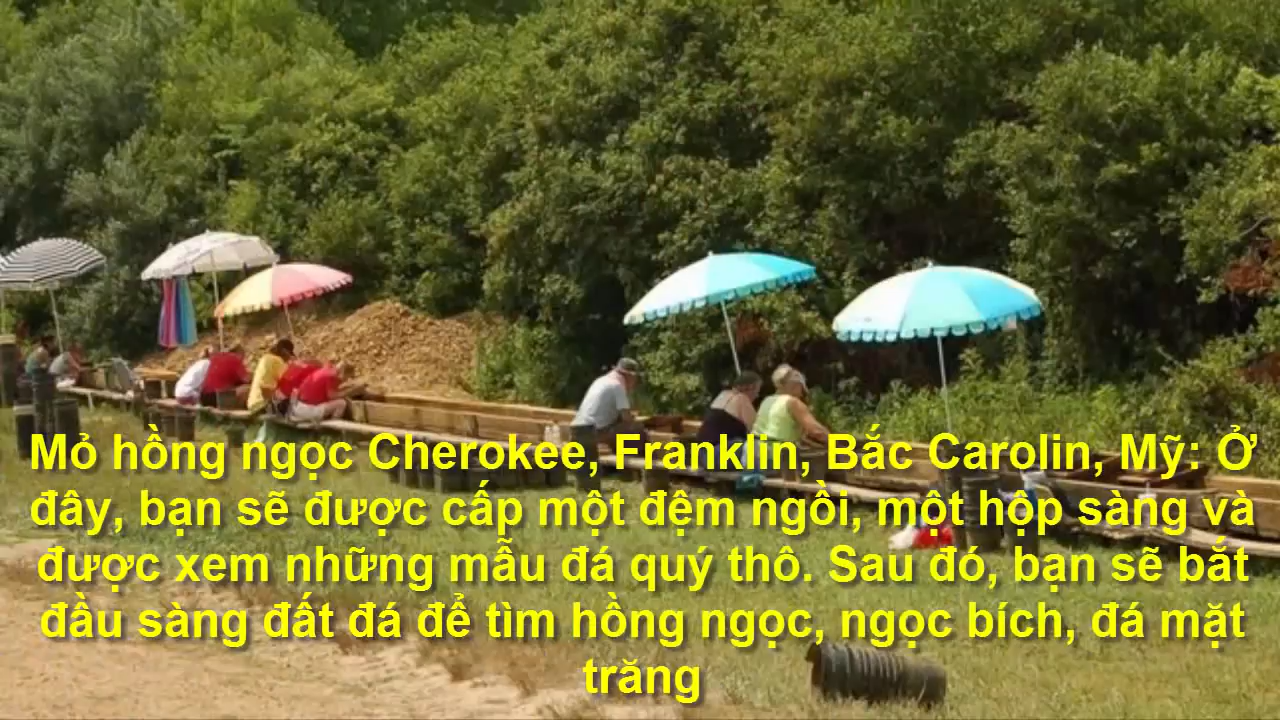 Mỏ hồng ngọc Cherokee, Franklin, Bắc Carolin, Mỹ: Ở
đây, bạn sẽ được cấp một đệm ngồi, một hộp sàng và
được xem những mẫu đá quý thô. Sau đó, bạn sẽ bắt
đầu sàng đất đá để tìm hồng ngọc, ngọc bích, đá mặt
trăng